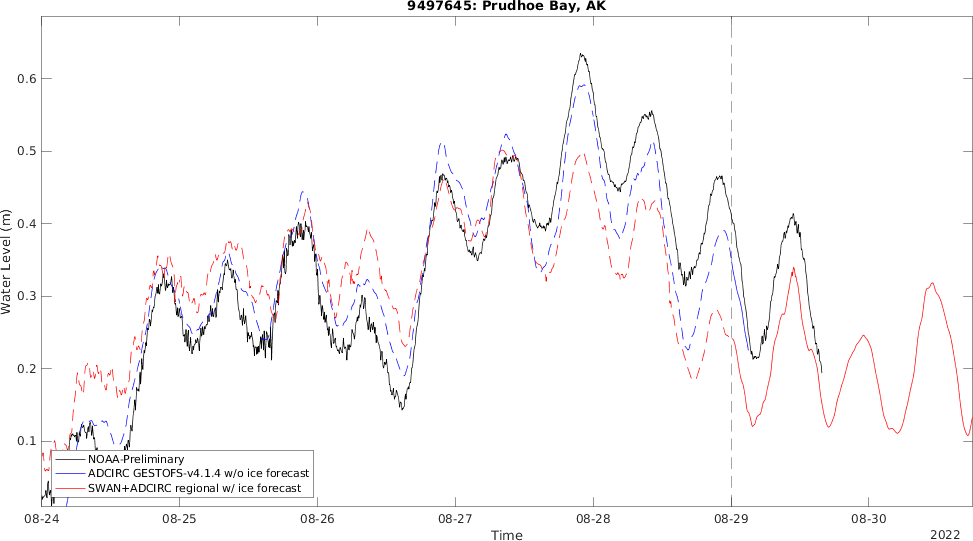 9497645: Prudhoe Bay, AK
Water Level (m)
0.6
0.5
0.4
0.3
0.2
0.1
NOAA-Preliminary
ADCIRC GESTOFS-v4.1.4 w/o ice forecast
SWAN+ADCIRC regional w/ ice forecast
08-24 08-25 08-26 08-27 08-28 08-29 08-30
Time
2022